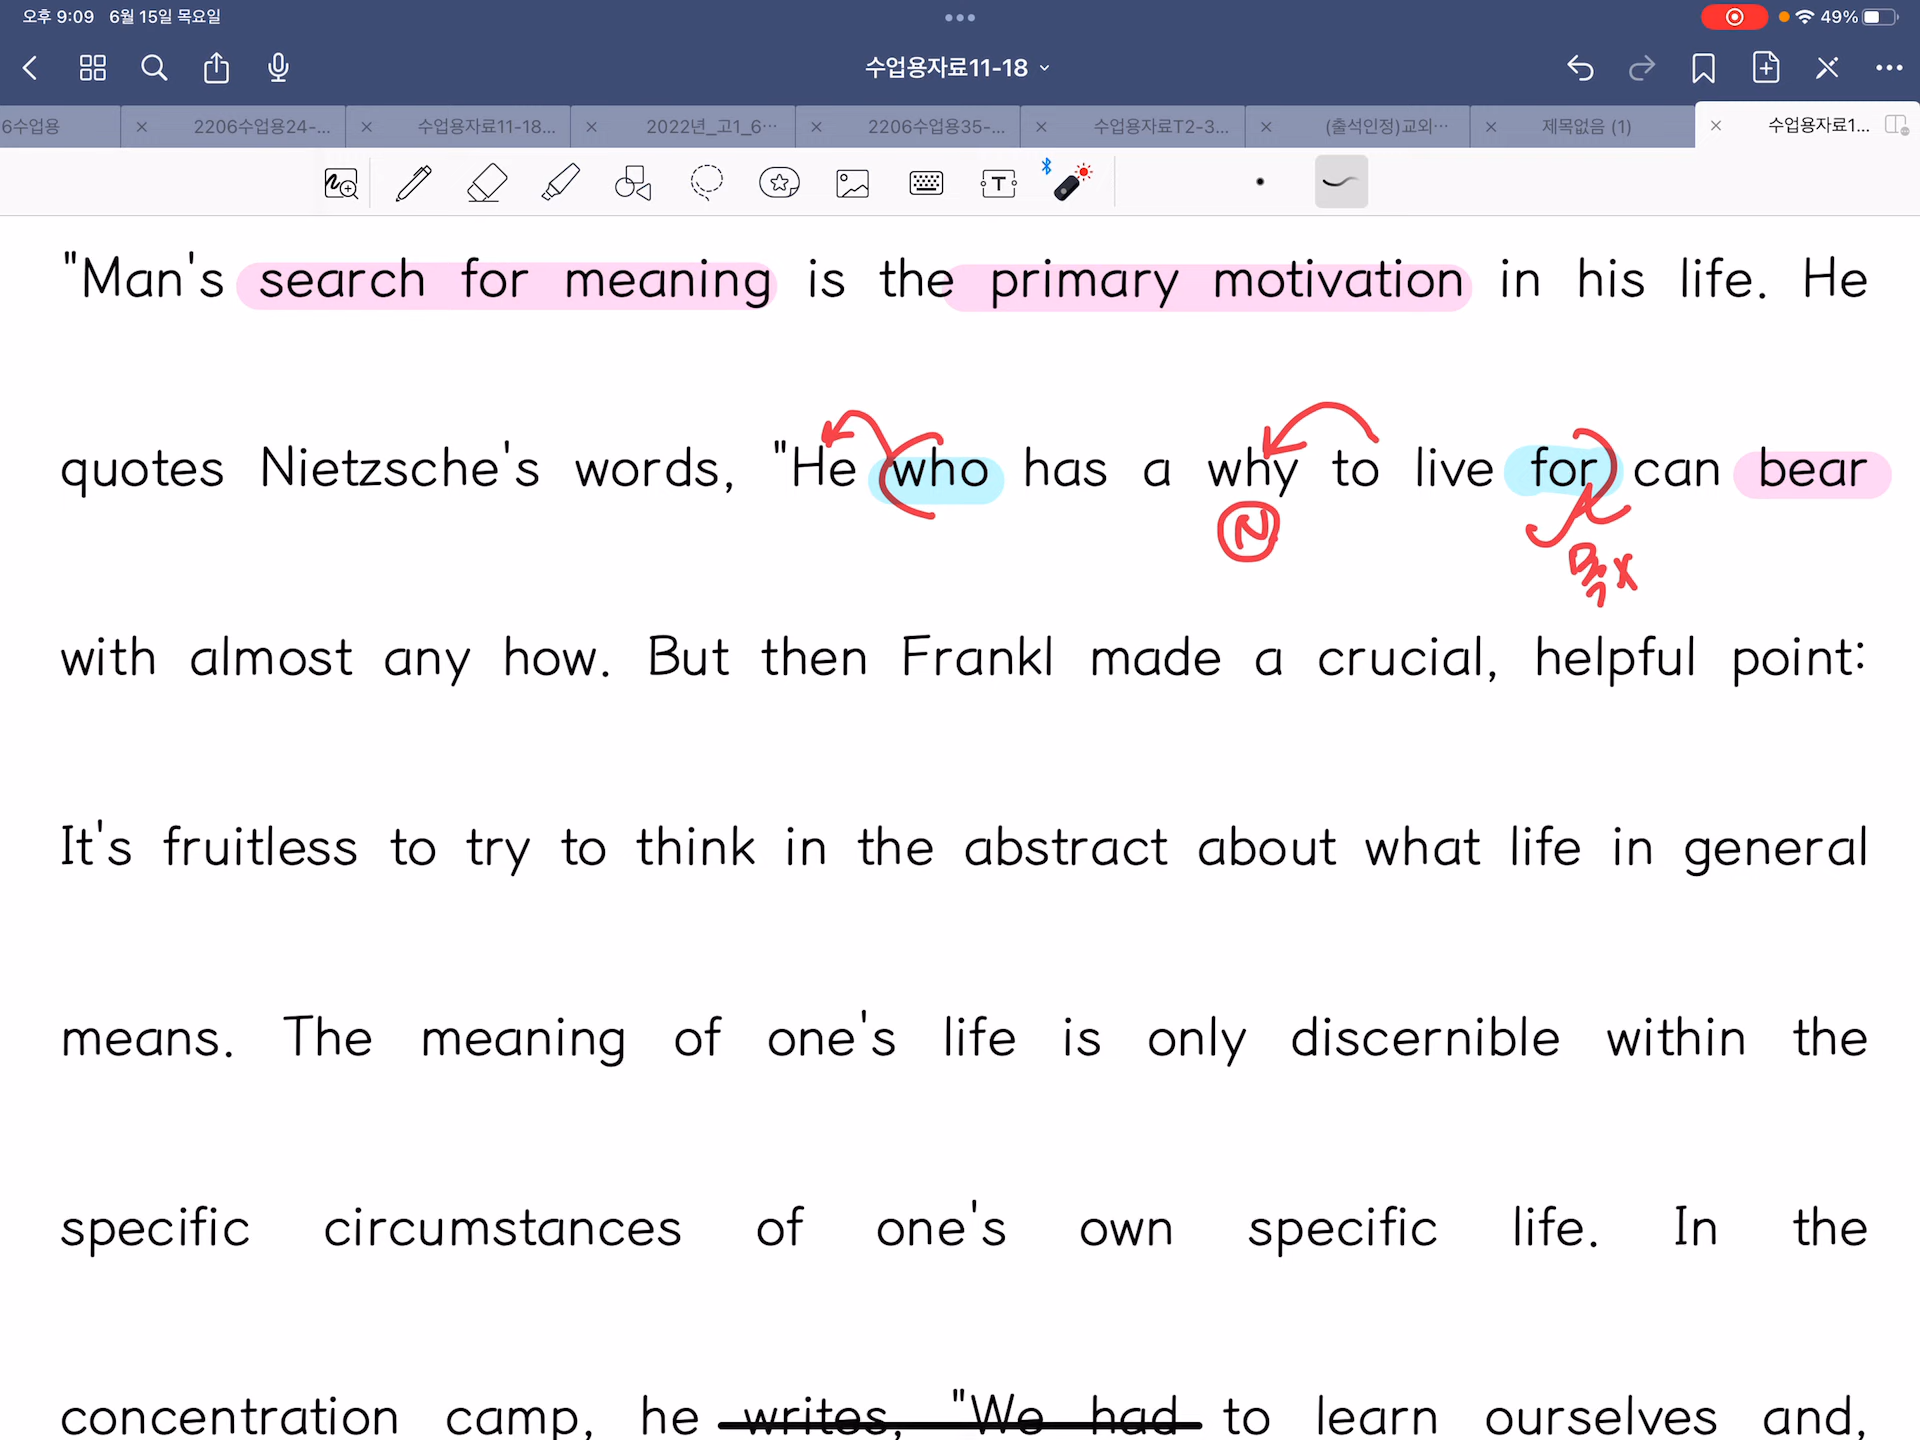 오후 9:09 6월 15일 목요일
49%
수업용자료11-18
6수업용
2206수업용24-...
수업용자료11-18...
2022년_고1_6...
2206수업용35-...
수업용자료T2-3...
(출석인정)교외...
제목없음 (1)
수업용자료1...
"Man's search for meaning is the primary motivation in his life. He
quotes Nietzsche's words, "He who has a why to live for can bear
N
목x
with almost any how. But then Frankl made a crucial, helpful point:
It's fruitless to try to think in the abstract about what life in general
means. The meaning of one's life is only discernible within the
specific circumstances of one's own specific life. In the
concentration camp, he writes, "We had to learn ourselves and,